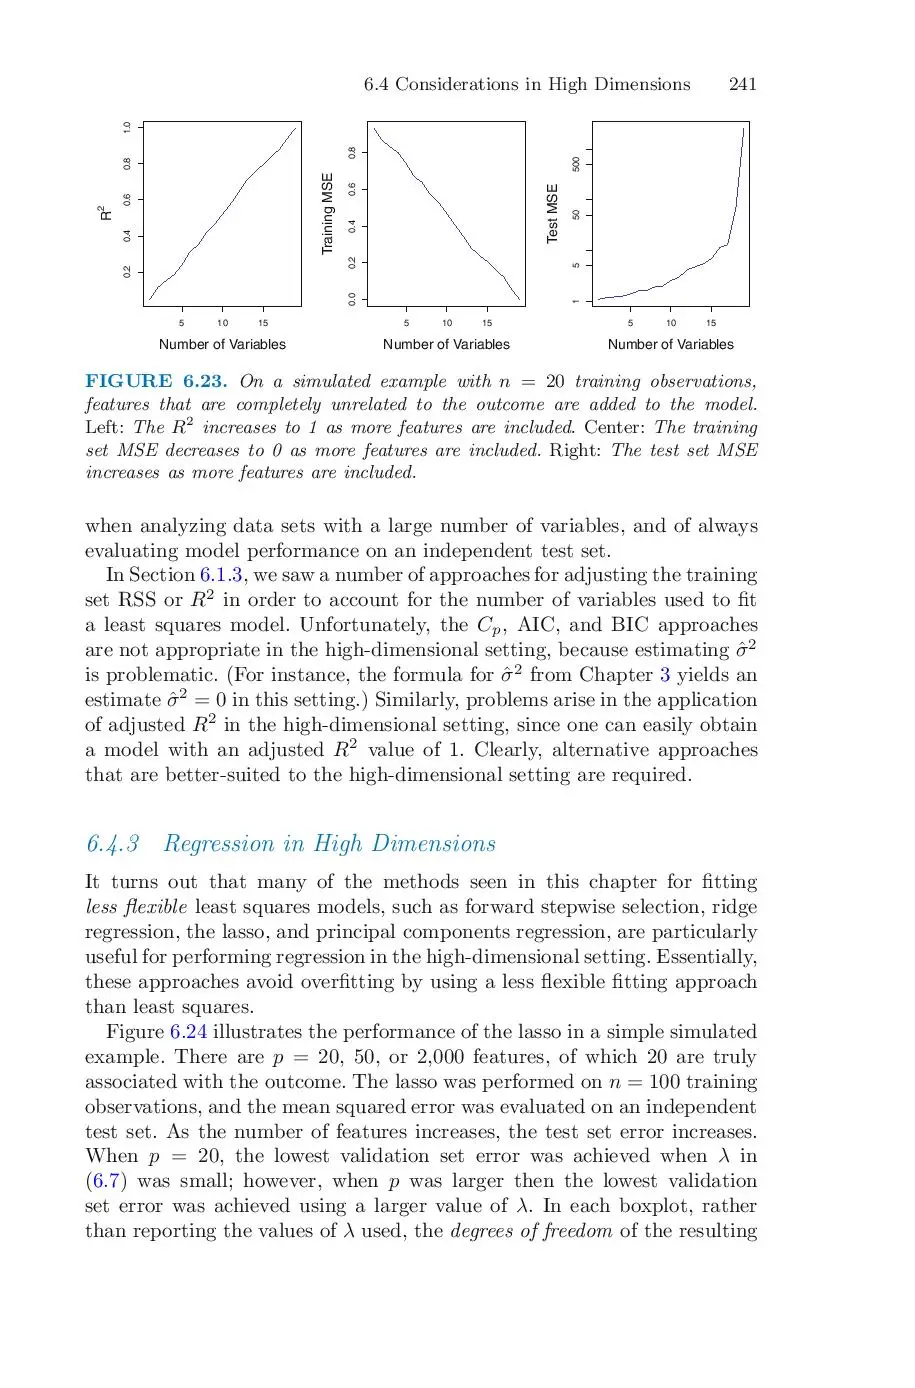 6.4 Considerations in High Dimensions 241
R²
0.2 0.4 0.6 0.8 1.0
5 10 15
Number of Variables
Training MSE
0.0 0.2 0.4 0.6 0.8
5 10 15
Number of Variables
Test MSE
1 5 50 500
5 10 15
Number of Variables
FIGURE 6.23. On a simulated example with n = 20 training observations,
features that are completely unrelated to the outcome are added to the model.
Left: The R² increases to 1 as more features are included. Center: The training
set MSE decreases to 0 as more features are included. Right: The test set MSE
increases as more features are included.
when analyzing data sets with a large number of variables, and of always
evaluating model performance on an independent test set.
In Section 6.1.3, we saw a number of approaches for adjusting the training
set RSS or R² in order to account for the number of variables used to fit
a least squares model. Unfortunately, the Cₚ, AIC, and BIC approaches
are not appropriate in the high-dimensional setting, because estimating σ̂²
is problematic. (For instance, the formula for σ̂² from Chapter 3 yields an
estimate σ̂² = 0 in this setting.) Similarly, problems arise in the application
of adjusted R² in the high-dimensional setting, since one can easily obtain
a model with an adjusted R² value of 1. Clearly, alternative approaches
that are better-suited to the high-dimensional setting are required.
6.4.3 Regression in High Dimensions
It turns out that many of the methods seen in this chapter for fitting
less flexible least squares models, such as forward stepwise selection, ridge
regression, the lasso, and principal components regression, are particularly
useful for performing regression in the high-dimensional setting. Essentially,
these approaches avoid overfitting by using a less flexible fitting approach
than least squares.
Figure 6.24 illustrates the performance of the lasso in a simple simulated
example. There are p = 20, 50, or 2,000 features, of which 20 are truly
associated with the outcome. The lasso was performed on n = 100 training
observations, and the mean squared error was evaluated on an independent
test set. As the number of features increases, the test set error increases.
When p = 20, the lowest validation set error was achieved when λ in
(6.7) was small; however, when p was larger then the lowest validation
set error was achieved using a larger value of λ. In each boxplot, rather
than reporting the values of λ used, the degrees of freedom of the resulting